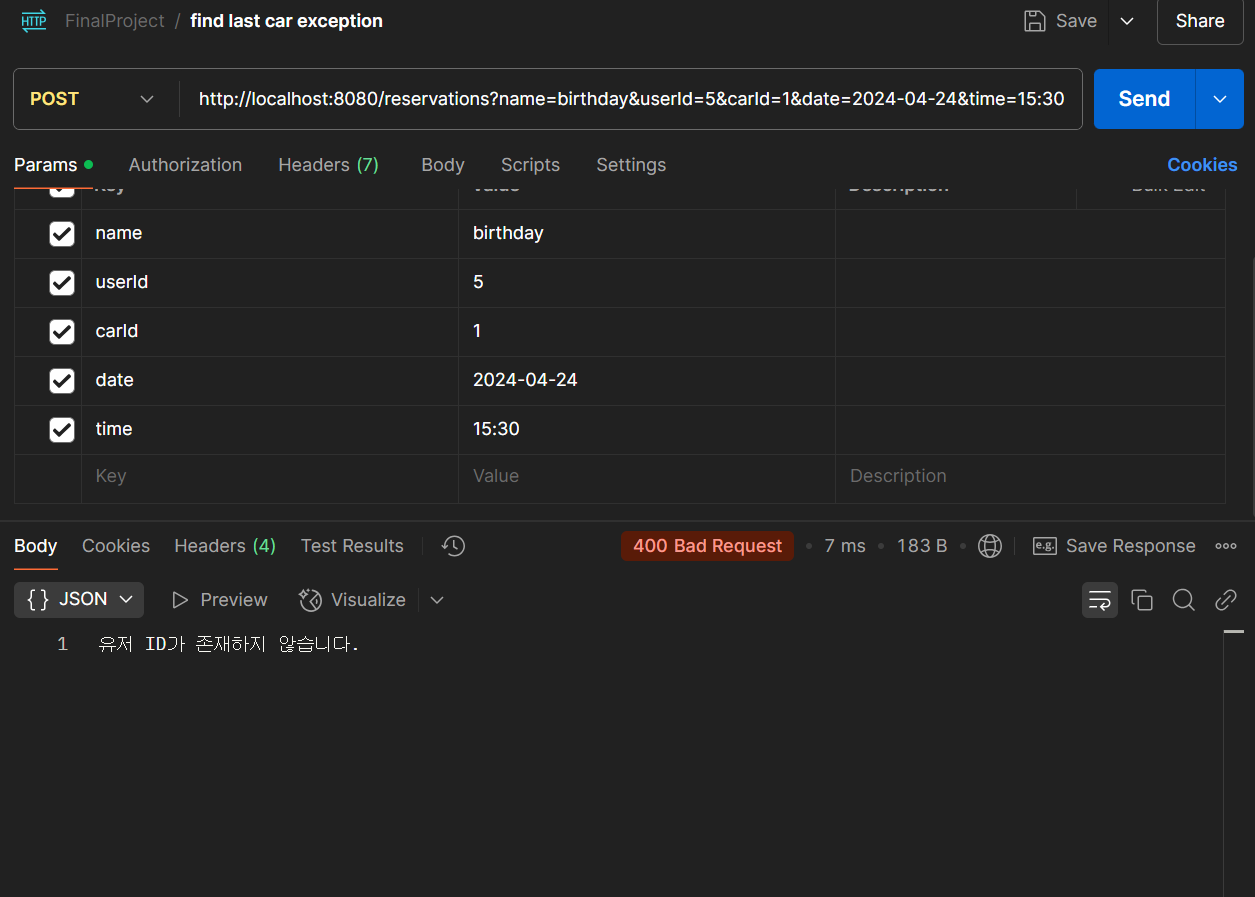 HTTP FinalProject / find last car exception Save Share
POST http://localhost:8080/reservations?name=birthday&userId=5&carId=1&date=2024-04-24&time=15:30 Send
Params Authorization Headers (7) Body Scripts Settings Cookies
Key Value Description Bulk Edit
name birthday
userId 5
carId 1
date 2024-04-24
time 15:30
Key Value Description
Body Cookies Headers (4) Test Results 400 Bad Request • 7 ms • 183 B • e.g. Save Response
{} JSON Preview Visualize
1 유저 ID가 존재하지 않습니다.